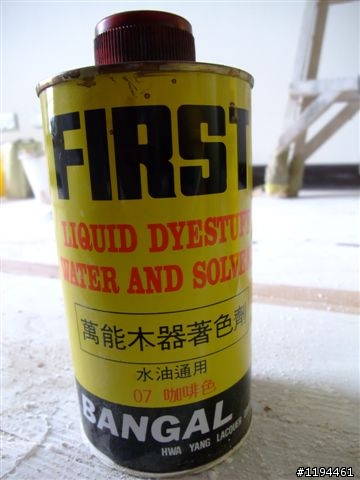 FIRST
LIQUID DYESTUFF
WATER AND SOLVEN
萬能木器著色劑
水油通用
07 咖啡色
BANGAL
HWA YANG LACQUER
#1194461